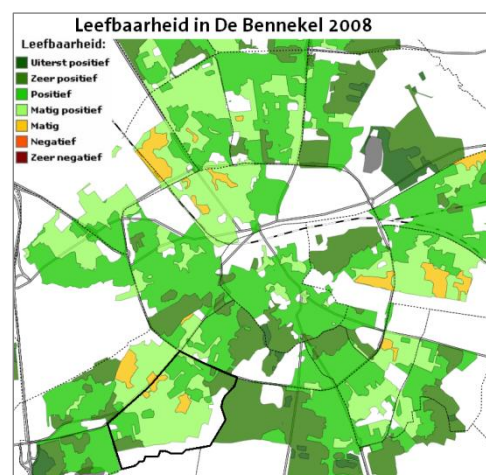 Leefbaarheid in De Bennekel 2008
Leefbaarheid:
Uiterst positief
Zeer positief
Positief
Matig positief
Matig
Negatief
Zeer negatief